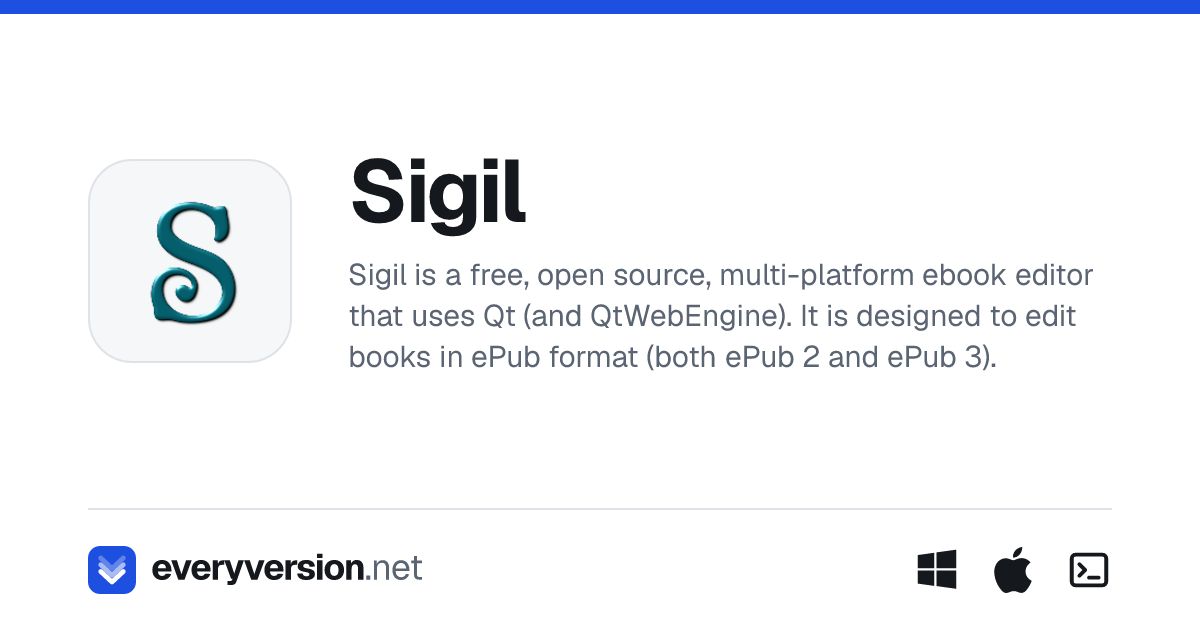 S
Sigil
Sigil is a free, open source, multi-platform ebook editor
that uses Qt (and QtWebEngine). It is designed to edit
books in ePub format (both ePub 2 and ePub 3).
everyversion.net